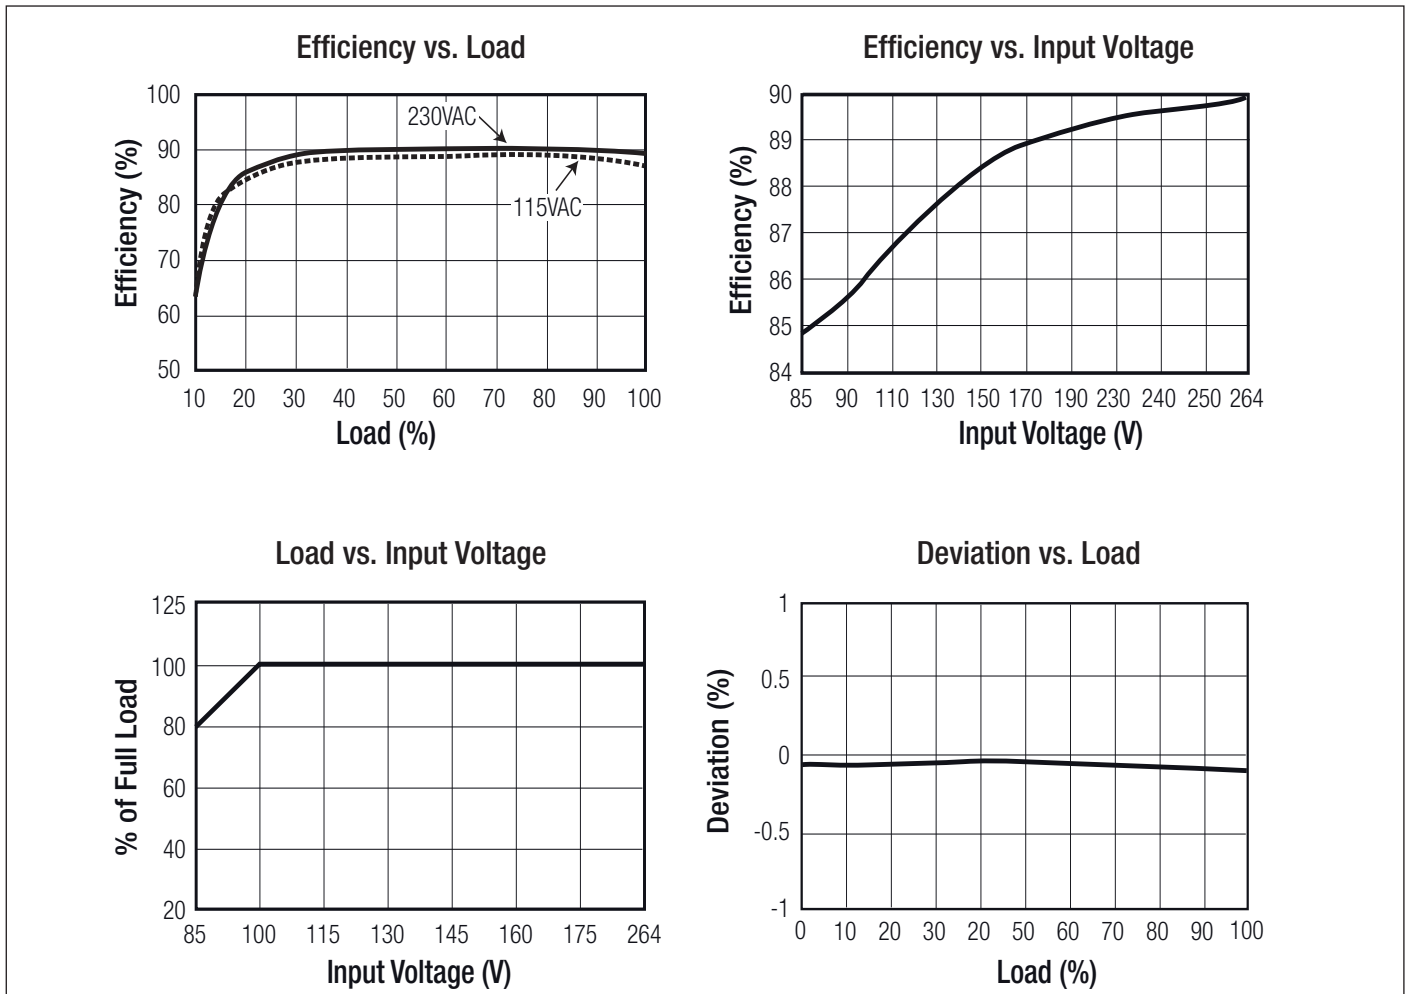 Efficiency vs. Load
100
90
80
70
60
50
Efficiency (%)
230VAC
115VAC
10 20 30 40 50 60 70 80 90 100
Load (%)
Efficiency vs. Input Voltage
90
89
88
87
86
85
84
Efficiency (%)
85 90 110 130 150 170 190 230 240 250 264
Input Voltage (V)
Load vs. Input Voltage
125
100
80
60
40
20
% of Full Load
85 100 115 130 145 160 175 264
Input Voltage (V)
Deviation vs. Load
1
0.5
0
-0.5
-1
Deviation (%)
0 10 20 30 20 50 60 70 80 90 100
Load (%)